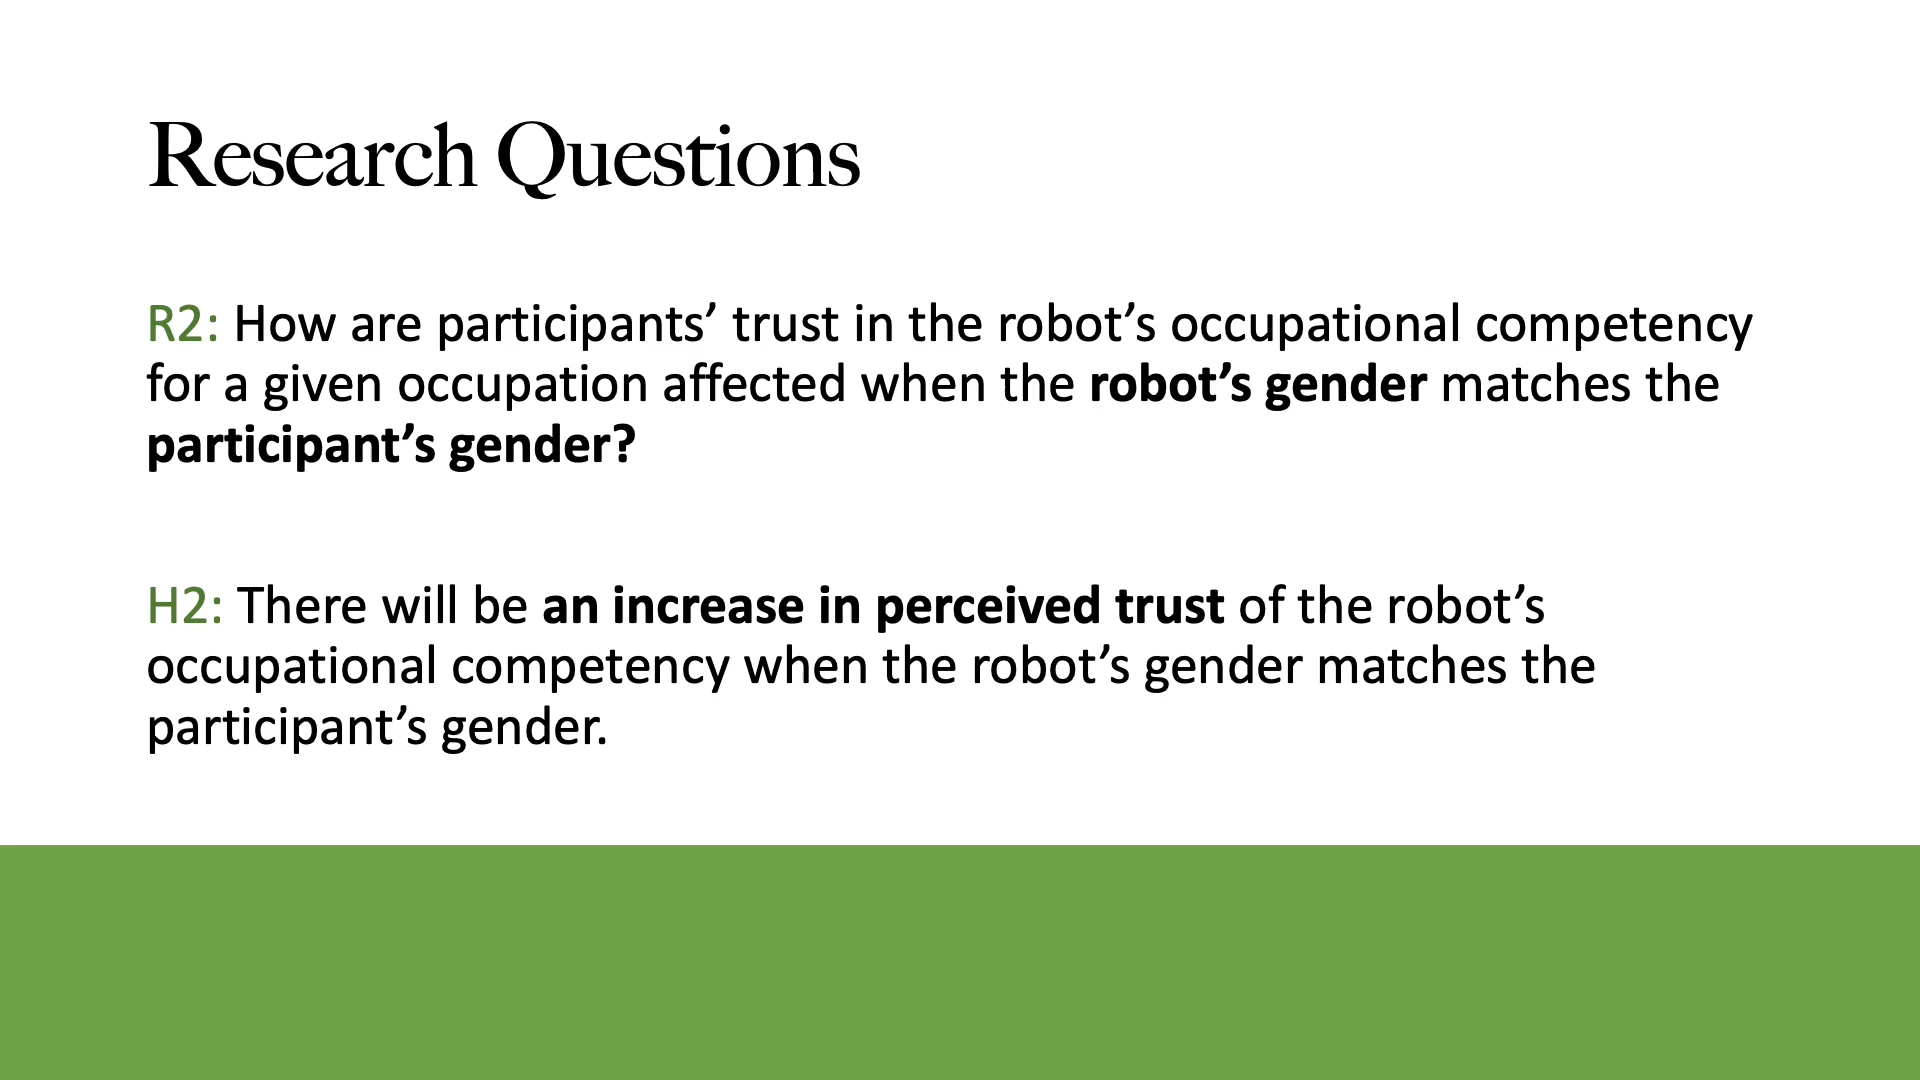 Research Questions
R2: How are participants’ trust in the robot’s occupational competency
for a given occupation affected when the robot’s gender matches the
participant’s gender?
H2: There will be an increase in perceived trust of the robot’s
occupational competency when the robot’s gender matches the
participant’s gender.